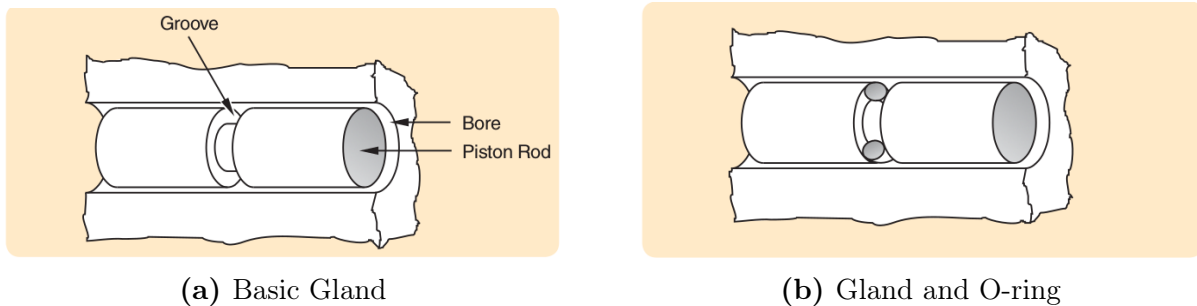 Groove
Bore
Piston Rod
(a) Basic Gland
(b) Gland and O-ring